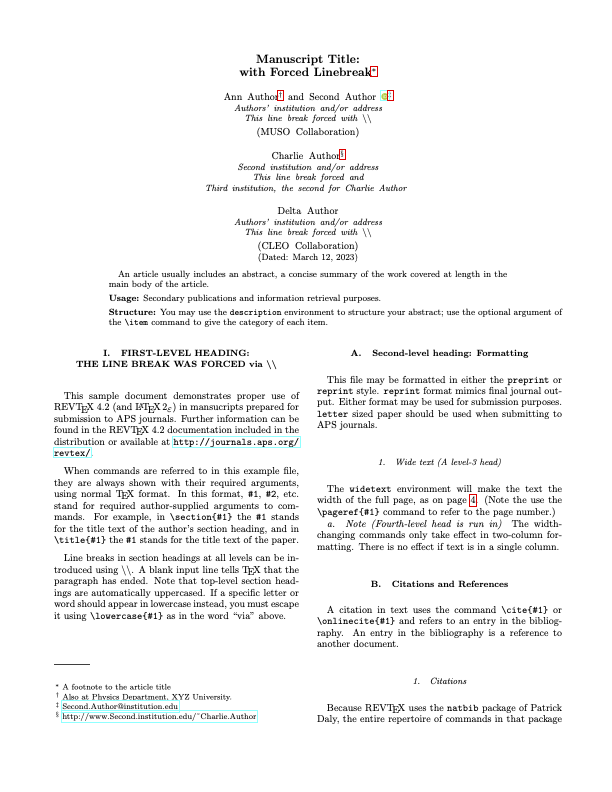 Manuscript Title:
with Forced Linebreak*
Ann Author† and Second Author ‡
Authors' institution and/or address
This line break forced with \\
(MUSO Collaboration)
Charlie Author§
Second institution and/or address
This line break forced and
Third institution, the second for Charlie Author
Delta Author
Authors' institution and/or address
This line break forced with \\
(CLEO Collaboration)
(Dated: March 12, 2023)
An article usually includes an abstract, a concise summary of the work covered at length in the
main body of the article.
Usage: Secondary publications and information retrieval purposes.
Structure: You may use the description environment to structure your abstract; use the optional argument of
the \item command to give the category of each item.
I. FIRST-LEVEL HEADING:
THE LINE BREAK WAS FORCED via \\
This sample document demonstrates proper use of
REVTEX 4.2 (and LATEX 2ε) in manuscripts prepared for
submission to APS journals. Further information can be
found in the REVTEX 4.2 documentation included in the
distribution or available at http://journals.aps.org/
revtex/.
When commands are referred to in this example file,
they are always shown with their required arguments,
using normal TEX format. In this format, #1, #2, etc.
stand for required author-supplied arguments to com-
mands. For example, in \section{#1} the #1 stands
for the title text of the author's section heading, and in
\title{#1} the #1 stands for the title text of the paper.
Line breaks in section headings at all levels can be in-
troduced using \\. A blank input line tells TEX that the
paragraph has ended. Note that top-level section head-
ings are automatically uppercased. If a specific letter or
word should appear in lowercase instead, you must escape
it using \lowercase{#1} as in the word “via” above.
* A footnote to the article title
† Also at Physics Department, XYZ University.
‡ Second.Author@institution.edu
§ http://www.Second.institution.edu/~Charlie.Author
A. Second-level heading: Formatting
This file may be formatted in either the preprint or
reprint style. reprint format mimics final journal out-
put. Either format may be used for submission purposes.
letter sized paper should be used when submitting to
APS journals.
1. Wide text (A level-3 head)
The widetext environment will make the text the
width of the full page, as on page 4. (Note the use the
\pageref{#1} command to refer to the page number.)
a. Note (Fourth-level head is run in) The width-
changing commands only take effect in two-column for-
matting. There is no effect if text is in a single column.
B. Citations and References
A citation in text uses the command \cite{#1} or
\onlinecite{#1} and refers to an entry in the bibliog-
raphy. An entry in the bibliography is a reference to
another document.
1. Citations
Because REVTEX uses the natbib package of Patrick
Daly, the entire repertoire of commands in that package